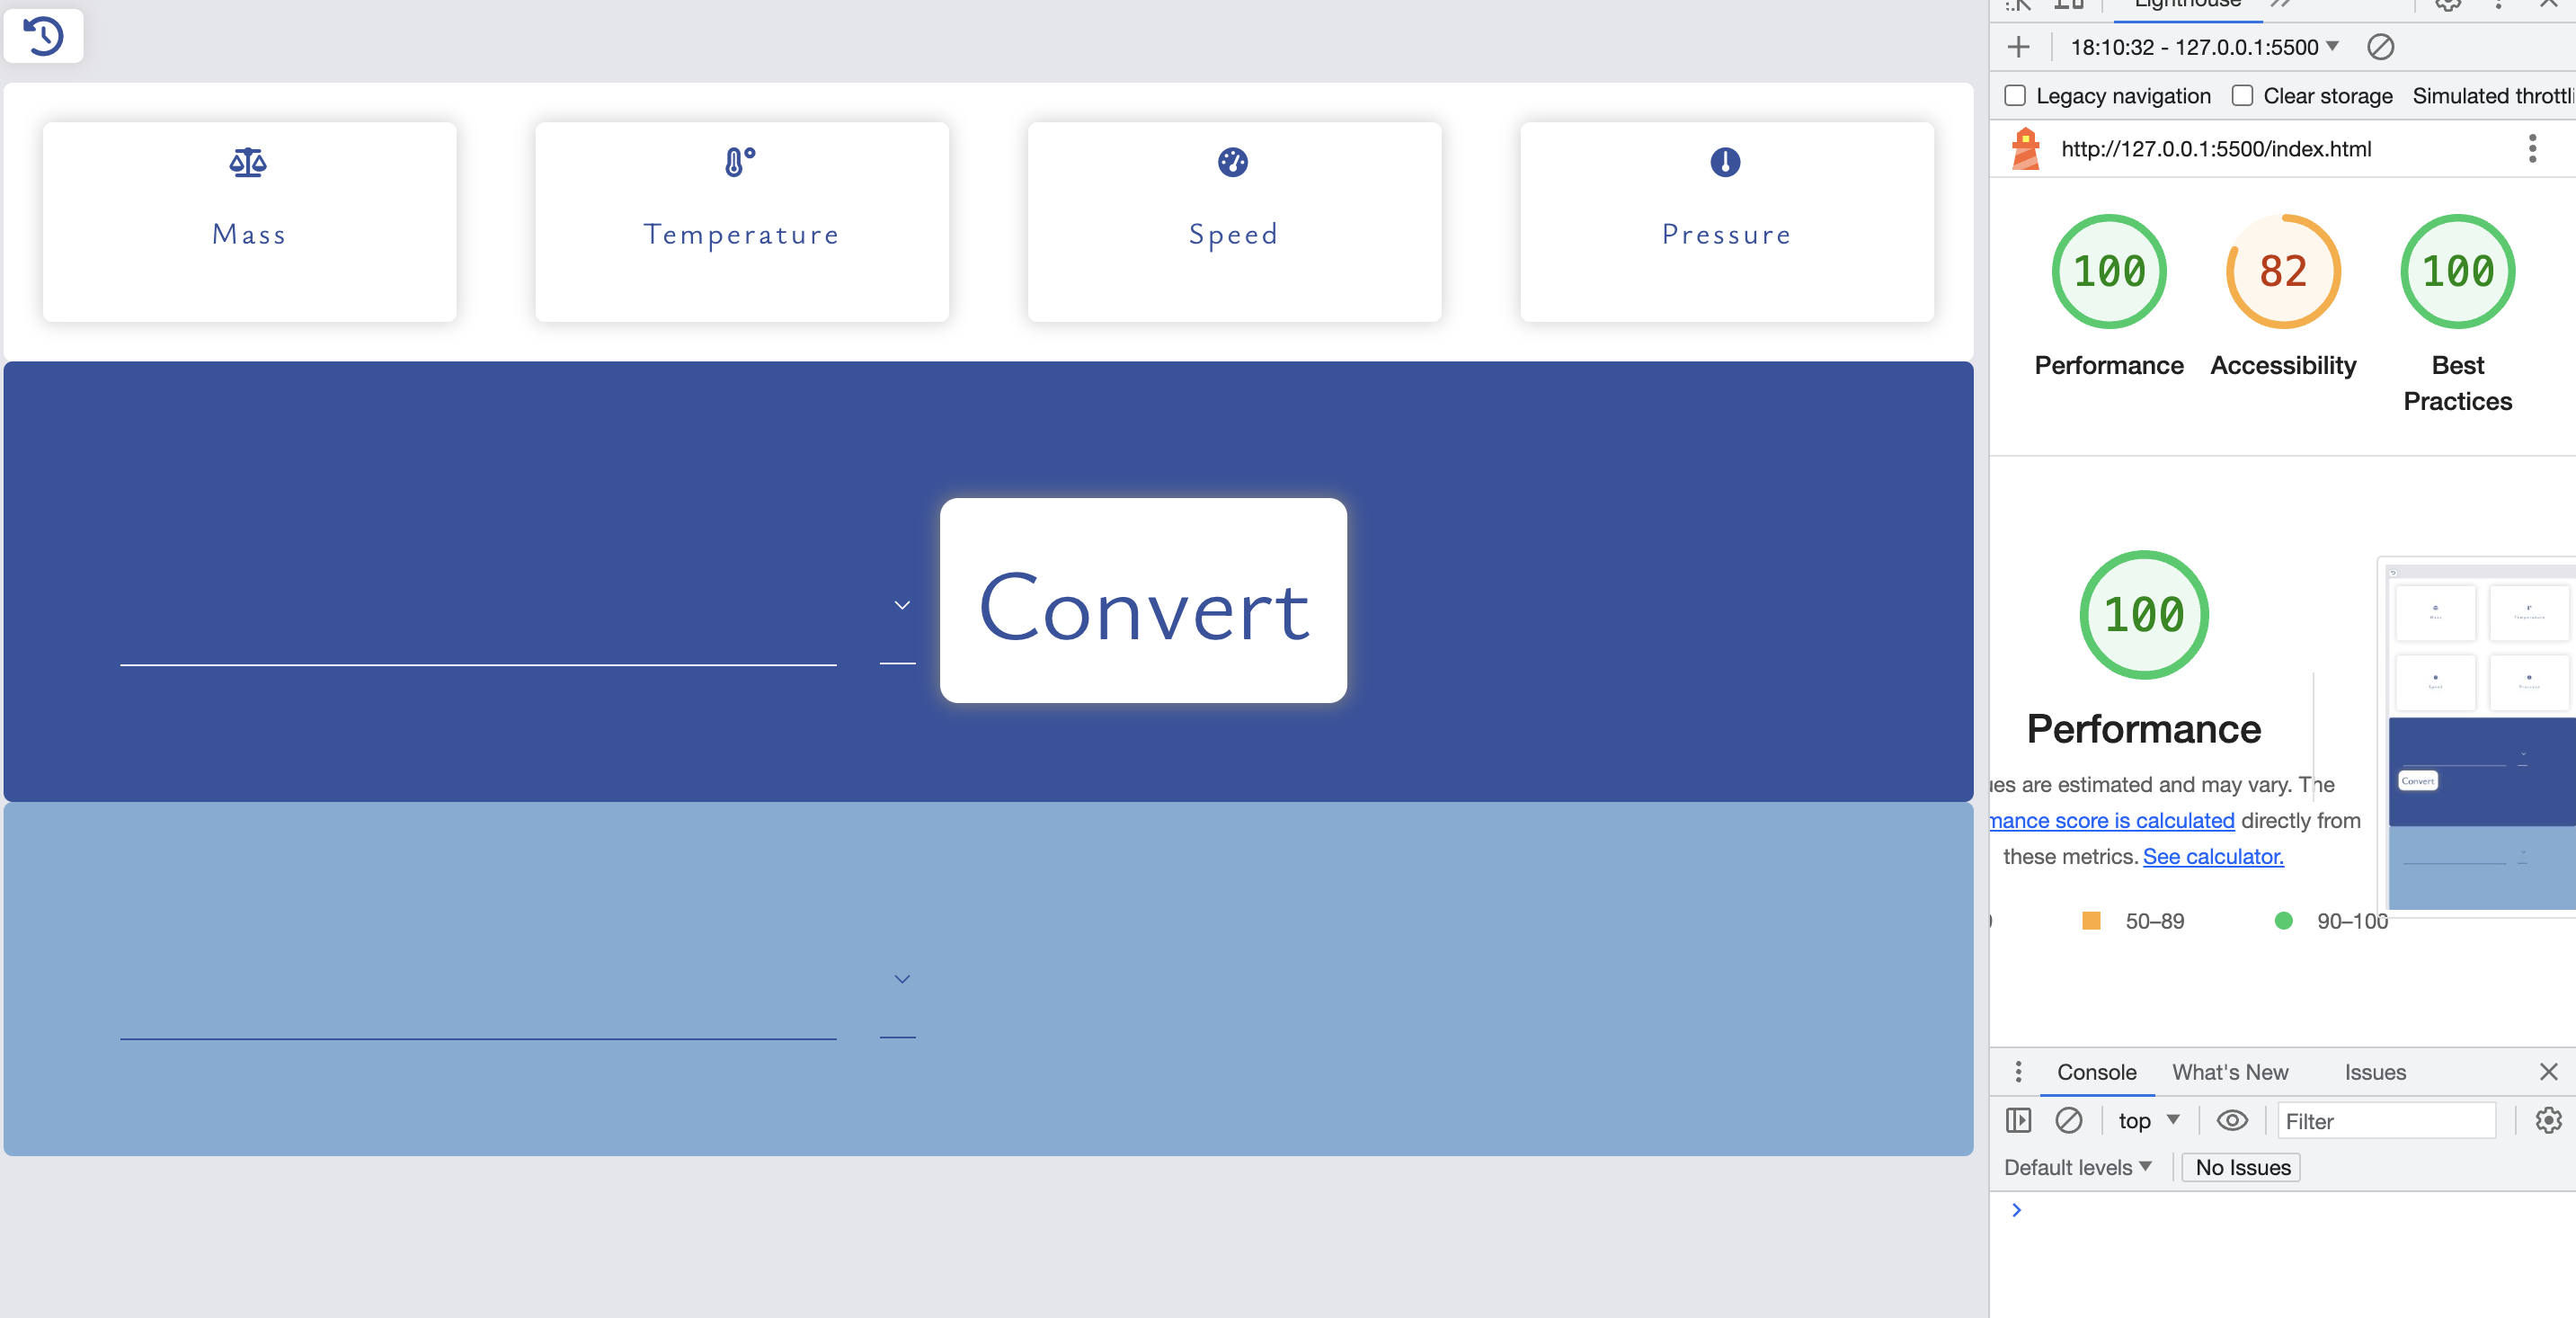 Mass
Temperature
Speed
Pressure
Convert
Lighthouse
18:10:32 - 127.0.0.1:5500
Legacy navigation
Clear storage
Simulated throttli
http://127.0.0.1:5500/index.html
100
82
100
Performance
Accessibility
Best
Practices
100
Performance
ues are estimated and may vary. The
mance score is calculated directly from
these metrics. See calculator.
50–89
90–100
Convert
Console
What's New
Issues
top
Filter
Default levels
No Issues